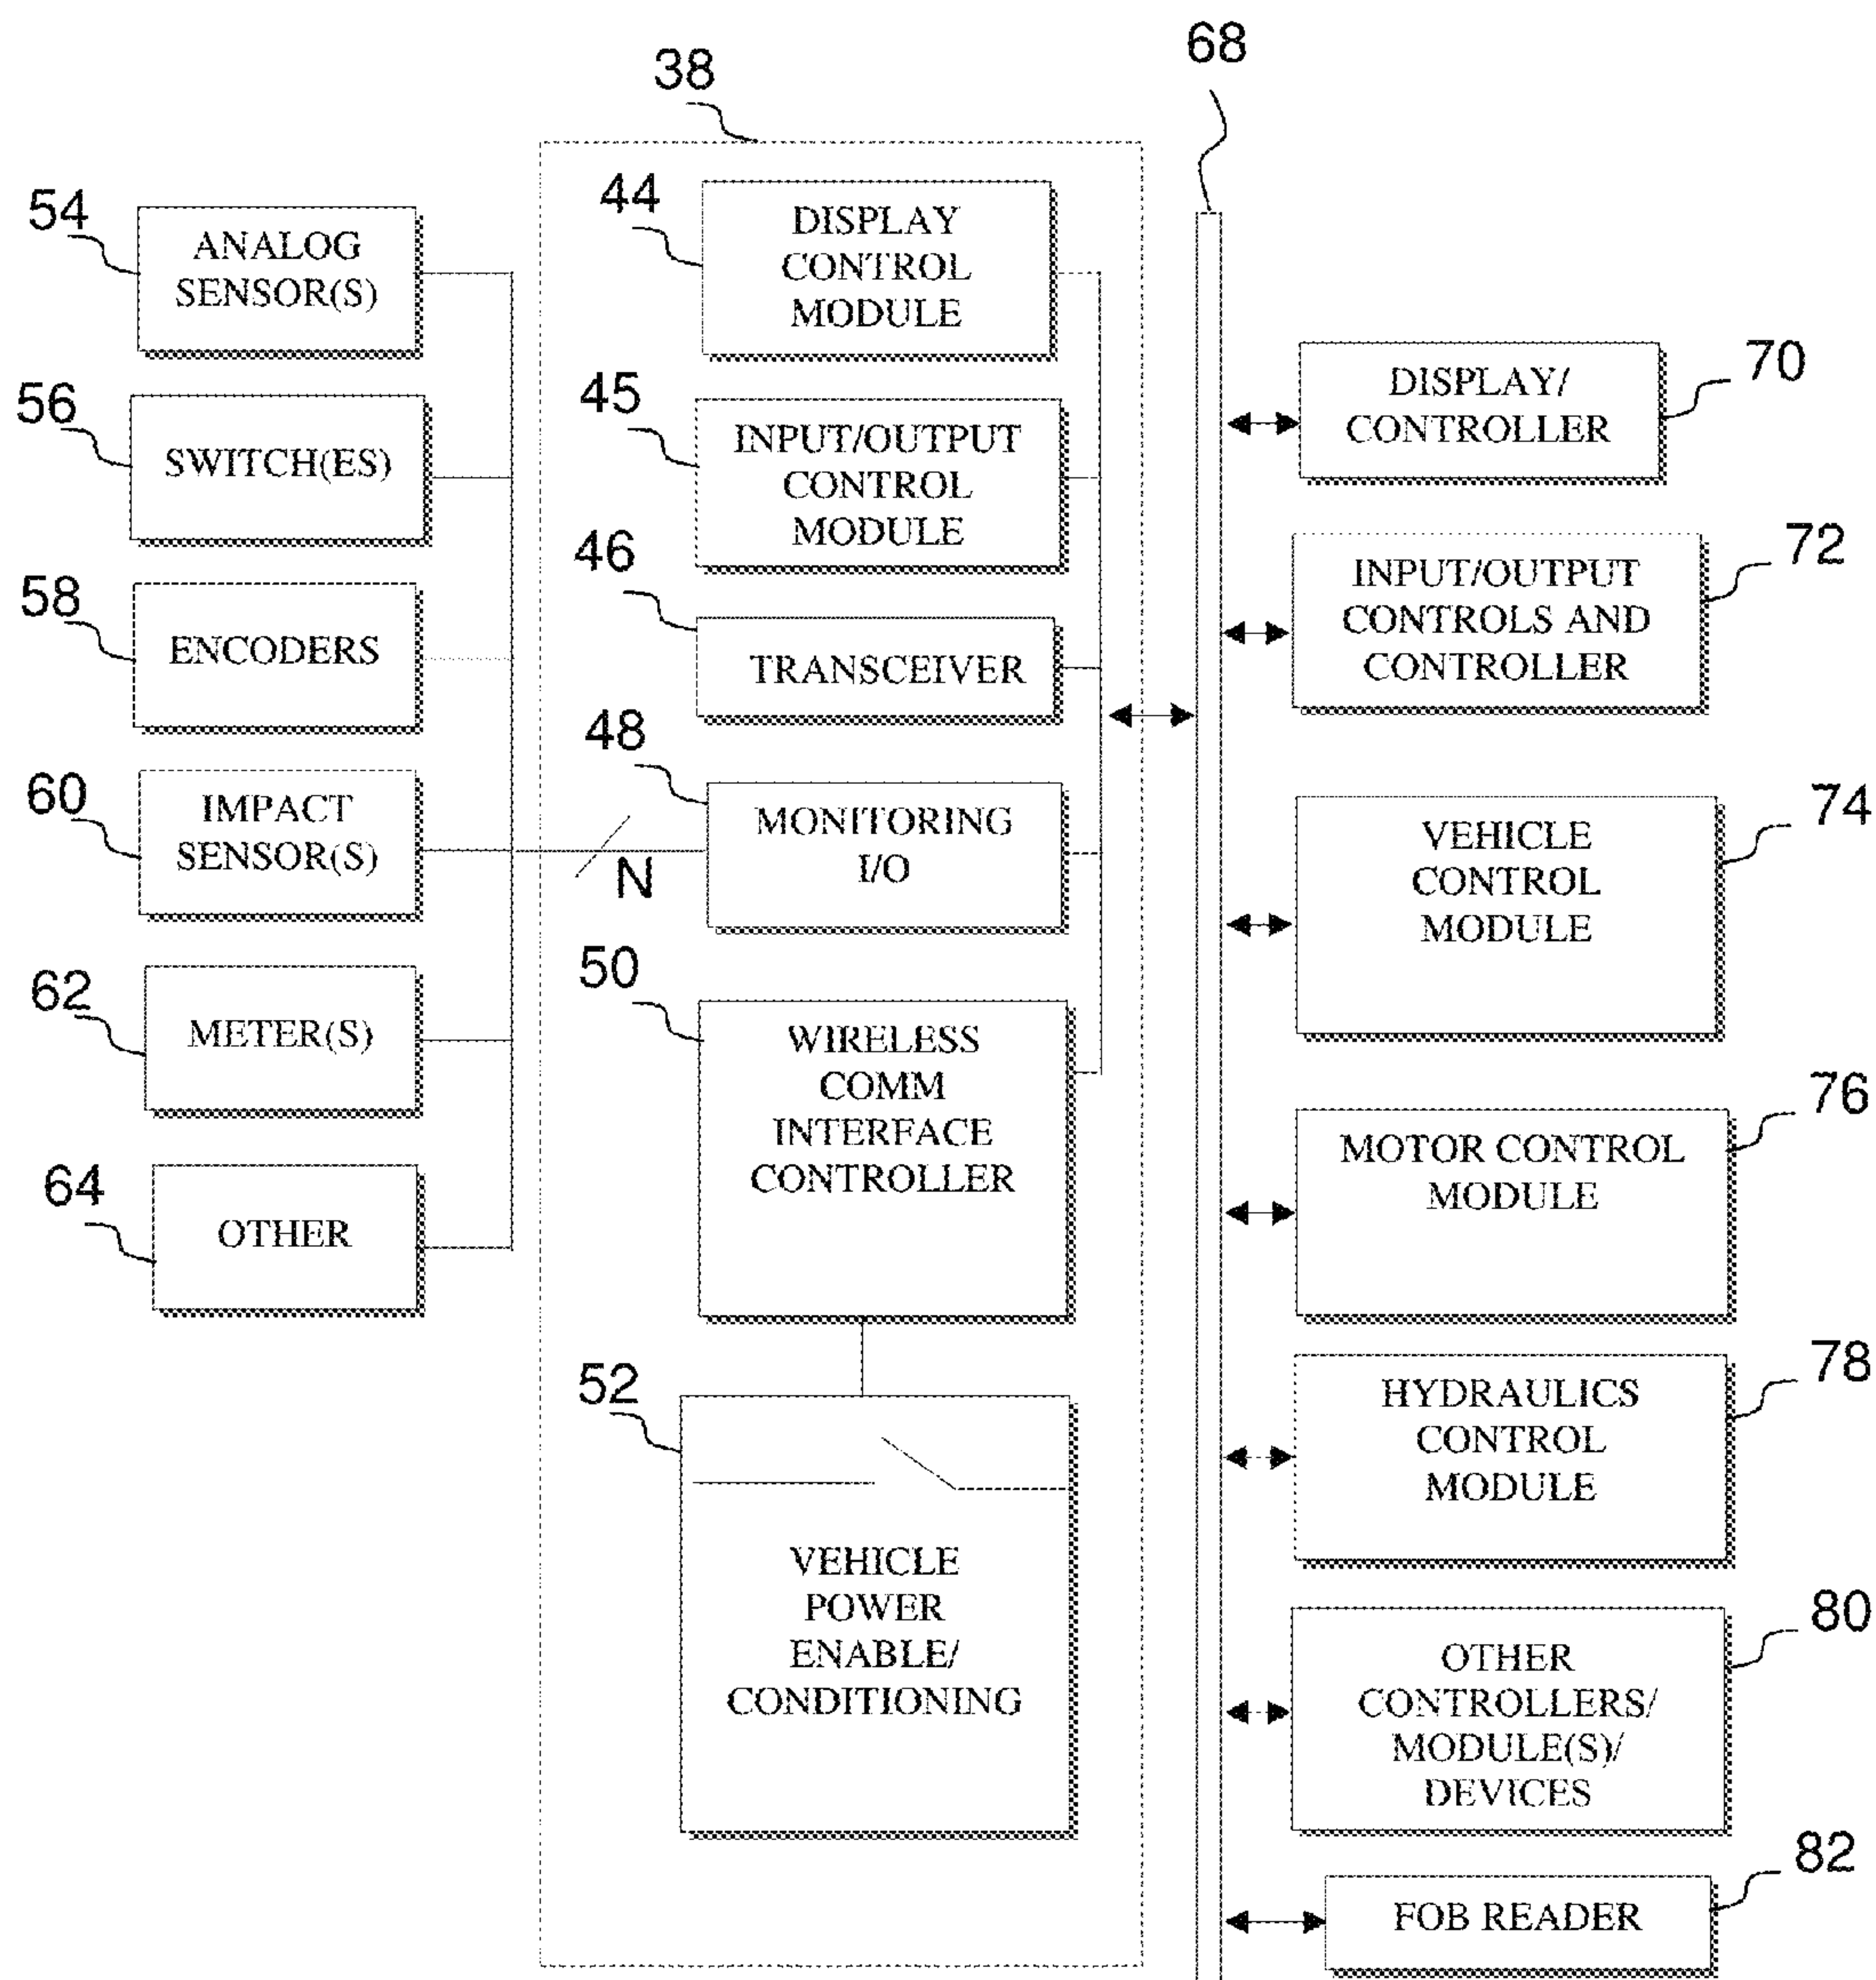 68
38
54
ANALOG
SENSOR(S)
56
SWITCH(ES)
58
ENCODERS
60
IMPACT
SENSOR(S)
62
METER(S)
64
OTHER
44
DISPLAY
CONTROL
MODULE
45
INPUT/OUTPUT
CONTROL
MODULE
46
TRANSCEIVER
48
MONITORING
I/O
N
50
WIRELESS
COMM
INTERFACE
CONTROLLER
52
VEHICLE
POWER
ENABLE/
CONDITIONING
70
DISPLAY/
CONTROLLER
72
INPUT/OUTPUT
CONTROLS AND
CONTROLLER
74
VEHICLE
CONTROL
MODULE
76
MOTOR CONTROL
MODULE
78
HYDRAULICS
CONTROL
MODULE
80
OTHER
CONTROLLERS/
MODULE(S)/
DEVICES
82
FOB READER